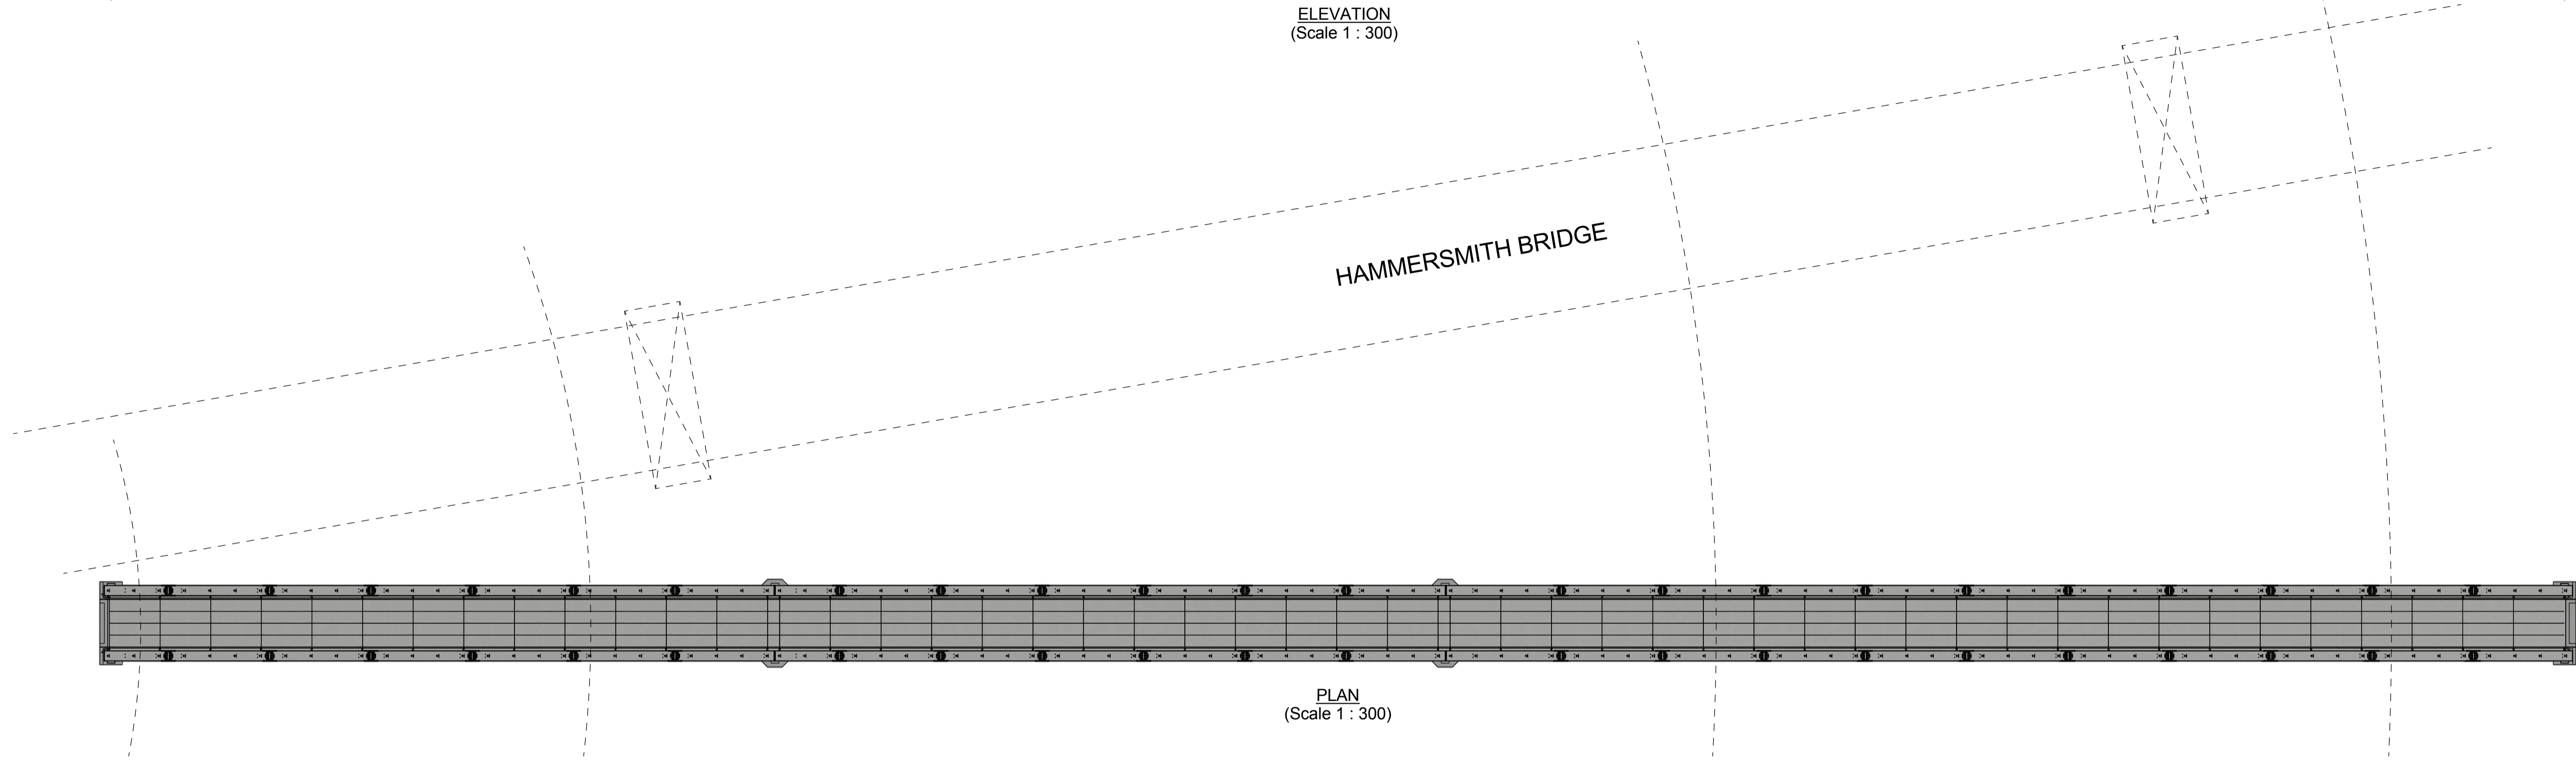 ELEVATION
(Scale 1 : 300)
HAMMERSMITH BRIDGE
PLAN
(Scale 1 : 300)